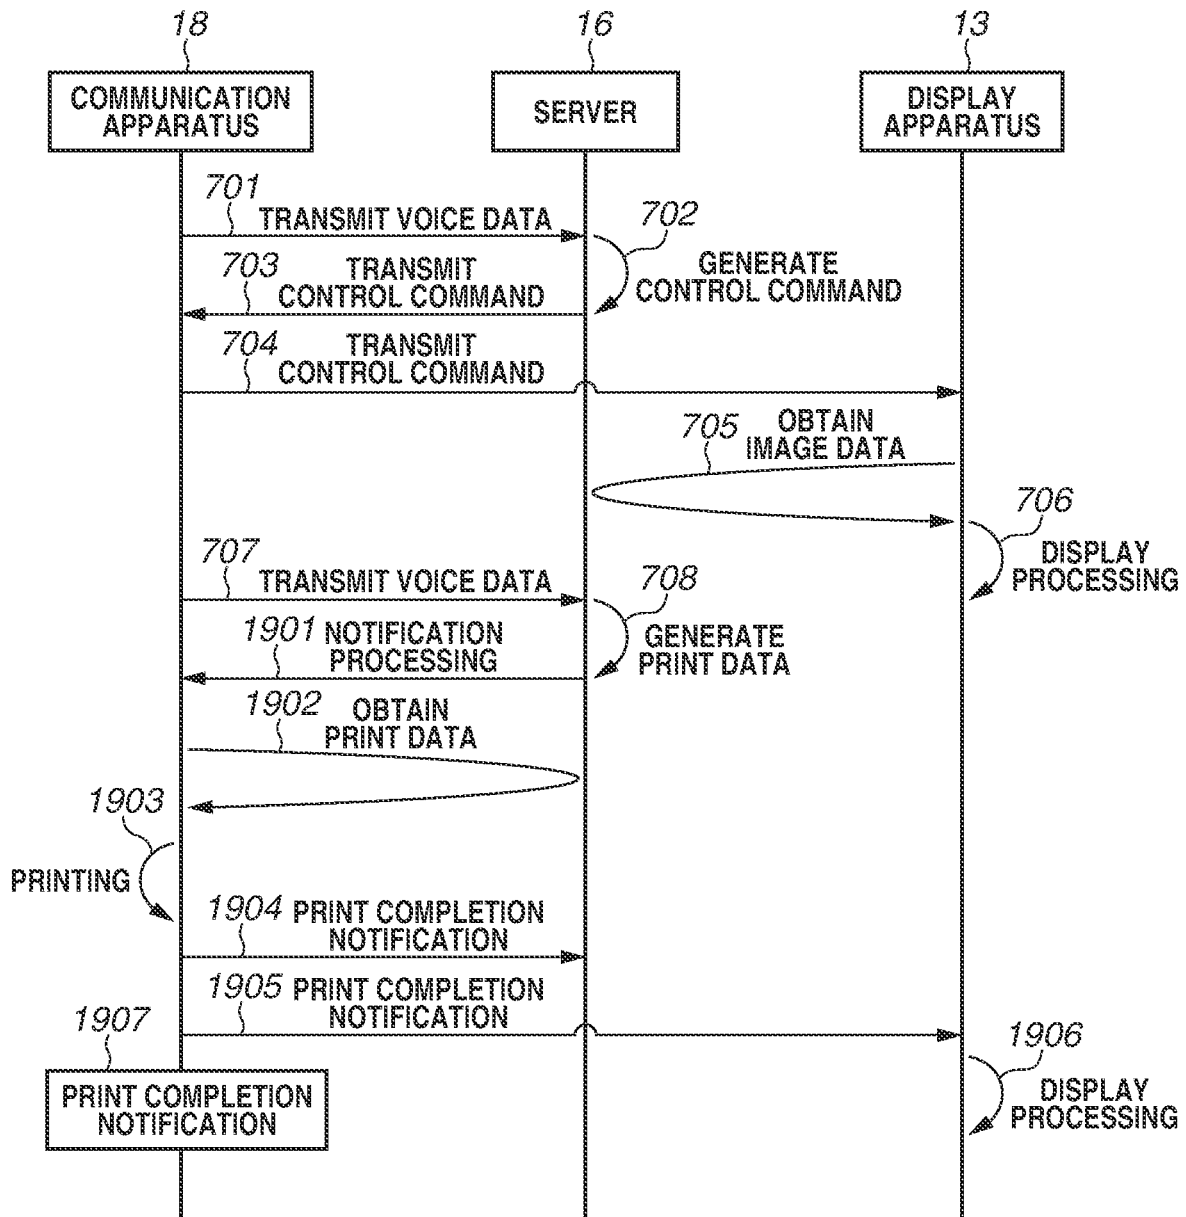 18
16
13
COMMUNICATION
APPARATUS
SERVER
DISPLAY
APPARATUS
701
TRANSMIT VOICE DATA
702
GENERATE
CONTROL COMMAND
703
TRANSMIT
CONTROL COMMAND
704
TRANSMIT
CONTROL COMMAND
705
OBTAIN
IMAGE DATA
706
DISPLAY
PROCESSING
707
TRANSMIT VOICE DATA
708
GENERATE
PRINT DATA
1901
NOTIFICATION
PROCESSING
1902
OBTAIN
PRINT DATA
1903
PRINTING
1904
PRINT COMPLETION
NOTIFICATION
1905
PRINT COMPLETION
NOTIFICATION
1907
PRINT COMPLETION
NOTIFICATION
1906
DISPLAY
PROCESSING